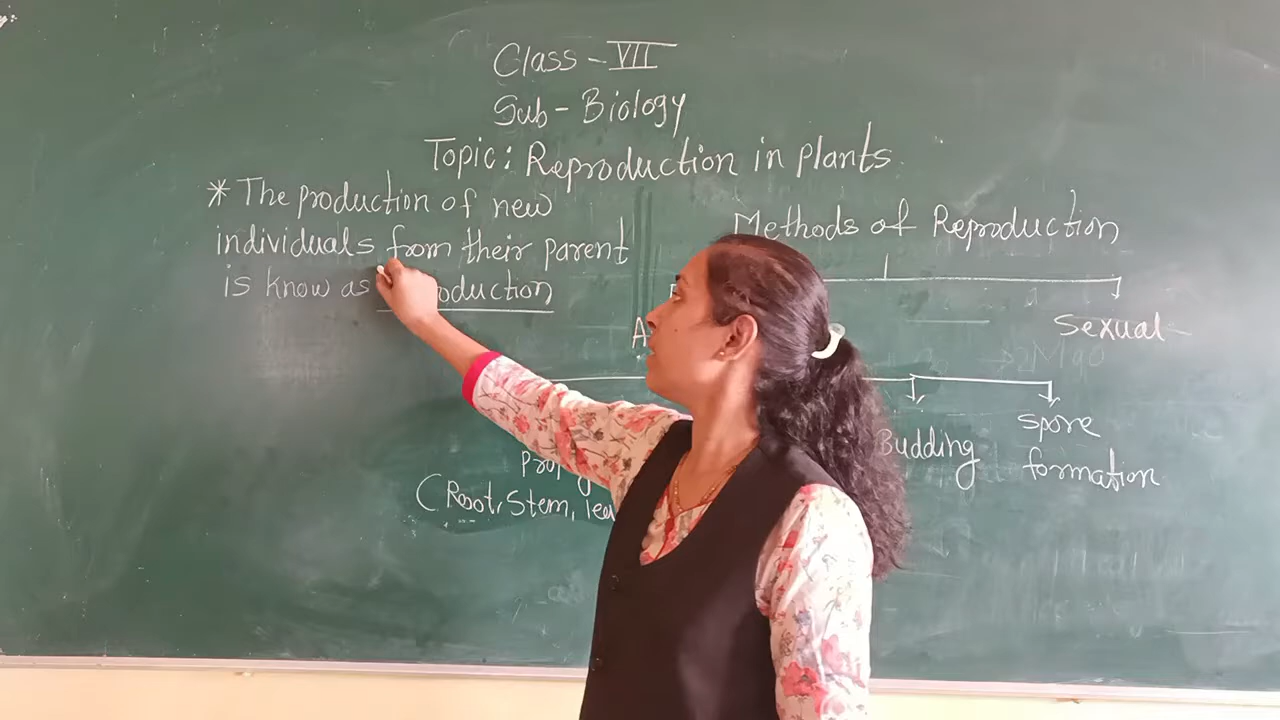 Class - VII
Sub - Biology
Topic: Reproduction in plants.
* The production of new
individuals from their parent
is know as oduction
Methods of Reproduction
A
Sexual
Budding
Spore
formation
Prop
(Root, Stem, lea